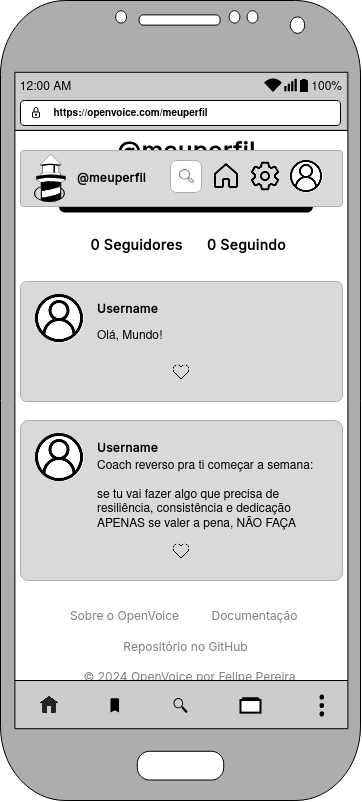 12:00 AM 100%
https://openvoice.com/meuperfil
@meuperfil
@meuperfil
0 Seguidores 0 Seguindo
Username
Olá, Mundo!
Username
Coach reverso pra ti começar a semana:
se tu vai fazer algo que precisa de
resiliência, consistência e dedicação
APENAS se valer a pena, NÃO FAÇA
Sobre o OpenVoice Documentação
Repositório no GitHub
© 2024 OpenVoice por Felipe Pereira